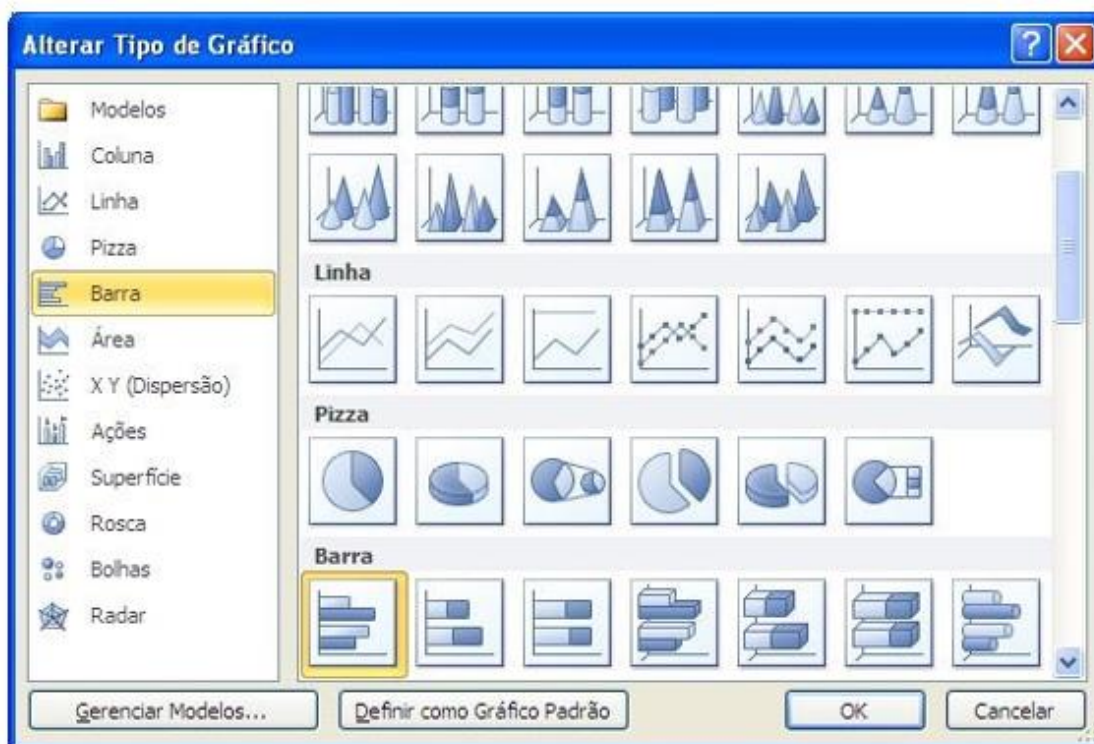 Alterar Tipo de Gráfico
Modelos
Coluna
Linha
Pizza
Barra
Área
X Y (Dispersão)
Ações
Superfície
Rosca
Bolhas
Radar
Linha
Pizza
Barra
Gerenciar Modelos...
Definir como Gráfico Padrão
OK
Cancelar